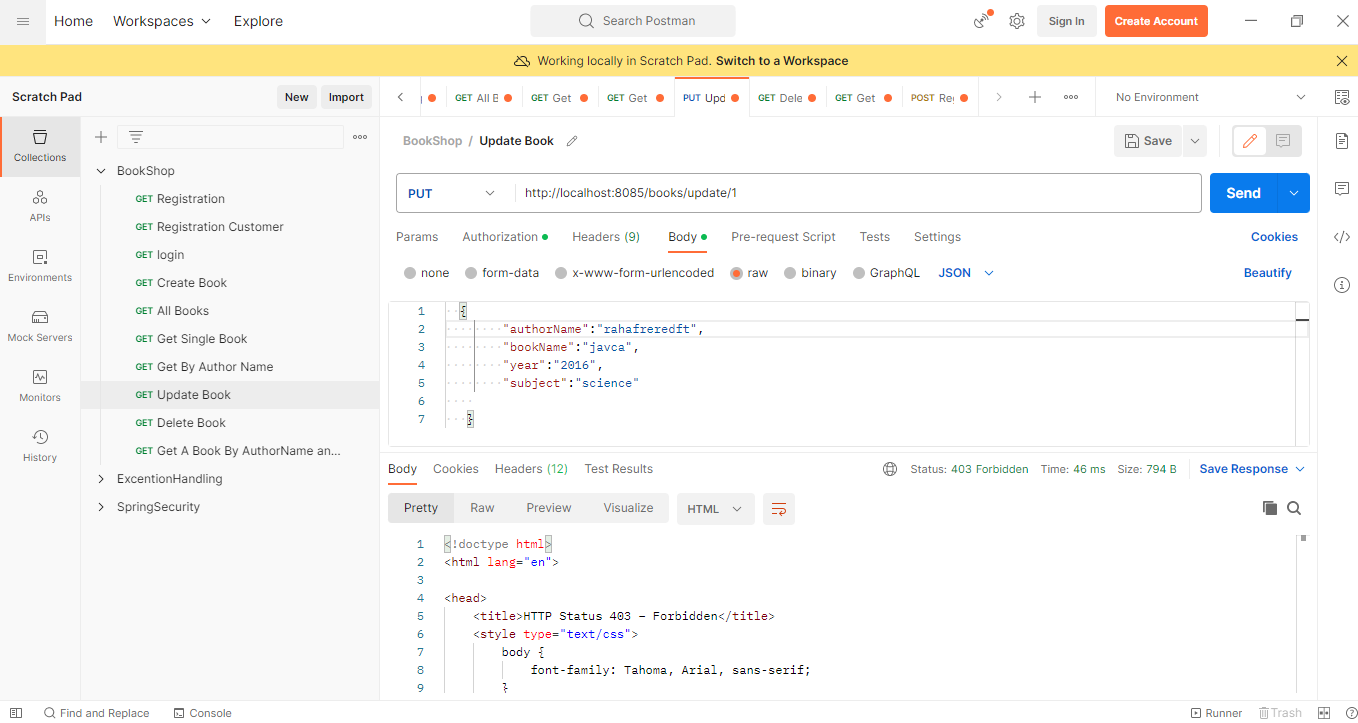 Home Workspaces Explore Search Postman Sign In Create Account
Working locally in Scratch Pad. Switch to a Workspace
Scratch Pad New Import
GET All B GET Get GET Get PUT Upd GET Dele GET Get POST Re No Environment
Collections
APIs
Environments
Mock Servers
Monitors
History
BookShop
GET Registration
GET Registration Customer
GET login
GET Create Book
GET All Books
GET Get Single Book
GET Get By Author Name
GET Update Book
GET Delete Book
GET Get A Book By AuthorName an...
ExcentionHandling
SpringSecurity
BookShop / Update Book Save
PUT http://localhost:8085/books/update/1 Send
Params Authorization Headers (9) Body Pre-request Script Tests Settings Cookies
none form-data x-www-form-urlencoded raw binary GraphQL JSON Beautify
1 {
2 "authorName":"rahafreredft",
3 "bookName":"javca",
4 "year":"2016",
5 "subject":"science"
6
7 }
Body Cookies Headers (12) Test Results Status: 403 Forbidden Time: 46 ms Size: 794 B Save Response
Pretty Raw Preview Visualize HTML
1 <!doctype html>
2 <html lang="en">
3
4 <head>
5 <title>HTTP Status 403 – Forbidden</title>
6 <style type="text/css">
7 body {
8 font-family: Tahoma, Arial, sans-serif;
9 }
Find and Replace Console Runner Trash